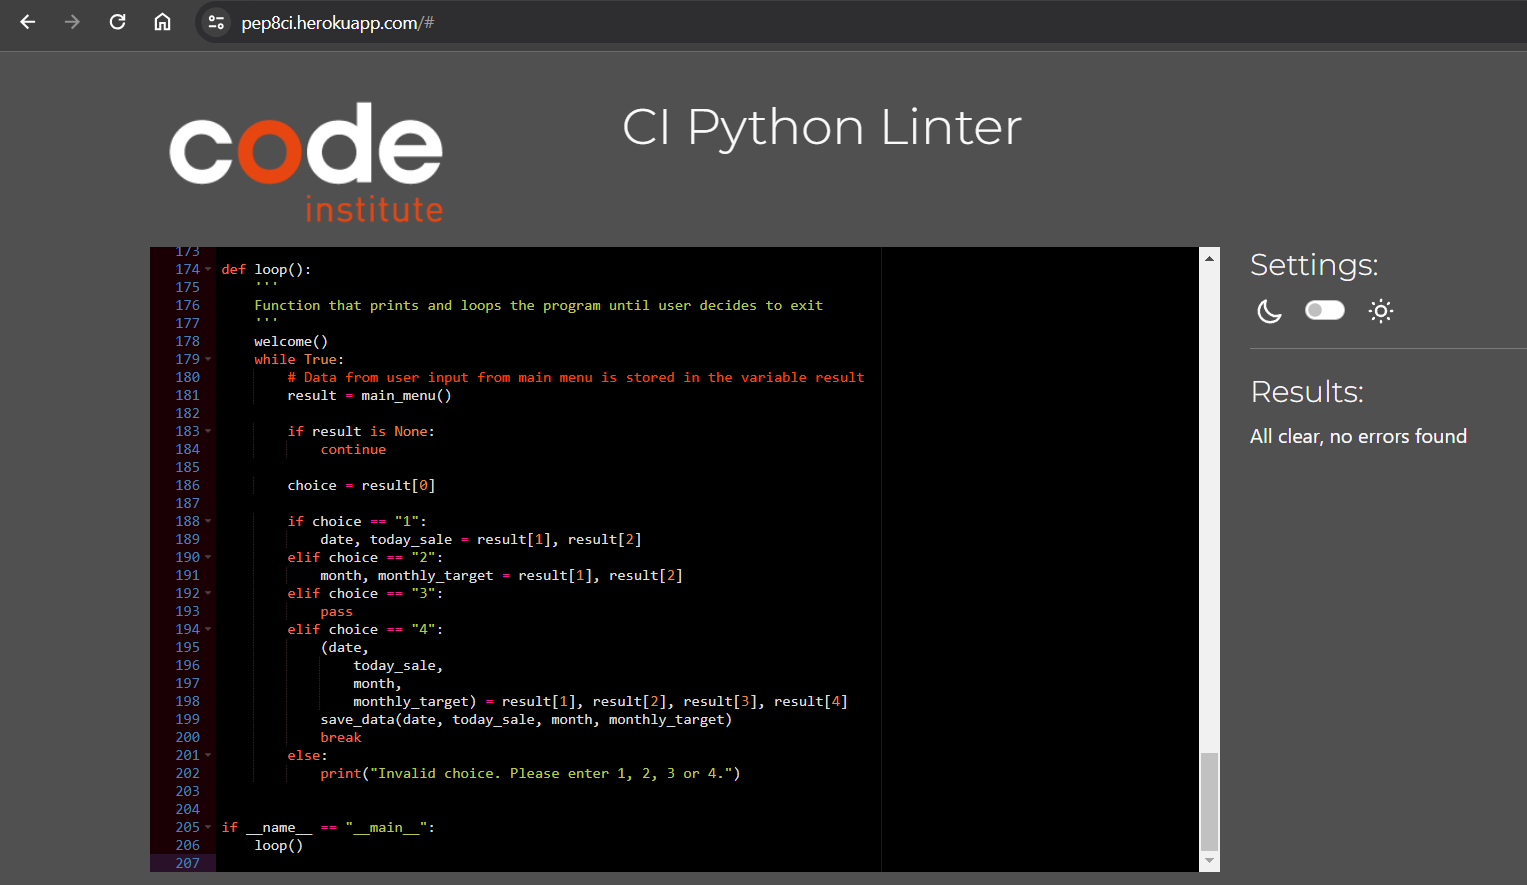 pep8ci.herokuapp.com/#
code
institute
CI Python Linter
173
174 def loop():
175     '''
176     Function that prints and loops the program until user decides to exit
177     '''
178     welcome()
179     while True:
180         # Data from user input from main menu is stored in the variable result
181         result = main_menu()
182
183         if result is None:
184             continue
185
186         choice = result[0]
187
188         if choice == "1":
189             date, today_sale = result[1], result[2]
190         elif choice == "2":
191             month, monthly_target = result[1], result[2]
192         elif choice == "3":
193             pass
194         elif choice == "4":
195             (date,
196                 today_sale,
197                 month,
198                 monthly_target) = result[1], result[2], result[3], result[4]
199             save_data(date, today_sale, month, monthly_target)
200             break
201         else:
202             print("Invalid choice. Please enter 1, 2, 3 or 4.")
203
204
205 if __name__ == "__main__":
206     loop()
207
Settings:
Results:
All clear, no errors found